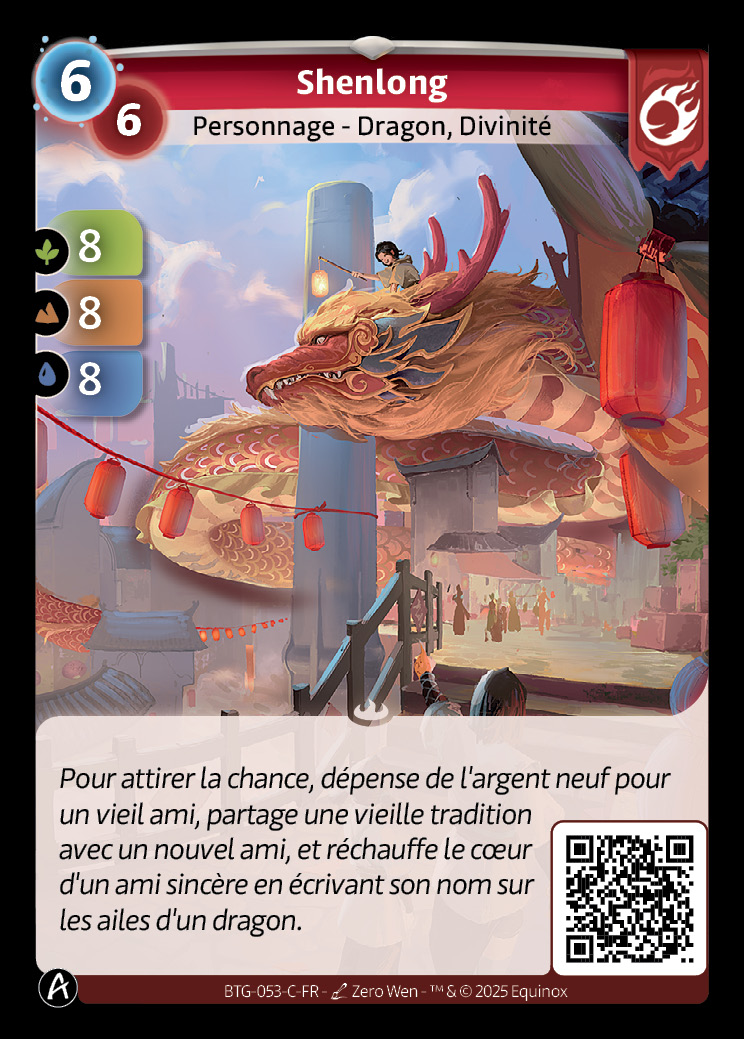 6
Shenlong
6
Personnage - Dragon, Divinité
8
8
8
Pour attirer la chance, dépense de l'argent neuf pour
un vieil ami, partage une vieille tradition
avec un nouvel ami, et réchauffe le cœur
d'un ami sincère en écrivant son nom sur
les ailes d'un dragon.
BTG-053-C-FR - Zero Wen - ™ & © 2025 Equinox